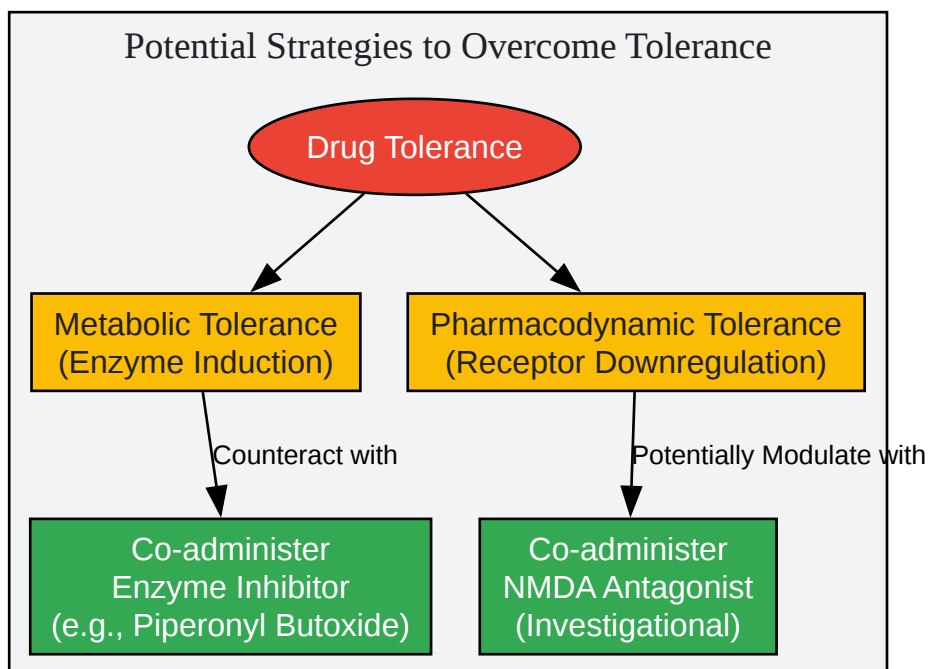 Potential Strategies to Overcome Tolerance
Drug Tolerance
Metabolic Tolerance
(Enzyme Induction)
Pharmacodynamic Tolerance
(Receptor Downregulation)
Counteract with
Potentially Modulate with
Co-administer
Enzyme Inhibitor
(e.g., Piperonyl Butoxide)
Co-administer
NMDA Antagonist
(Investigational)